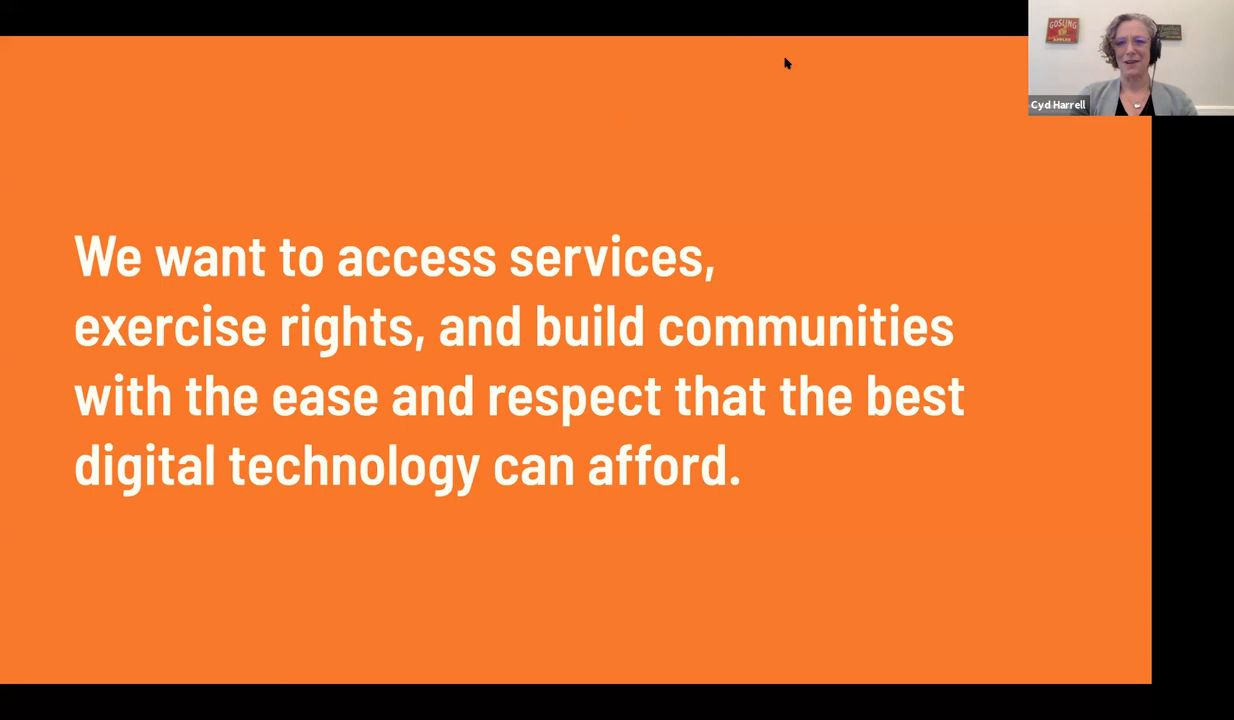 GOSLING
Cyd Harrell
We want to access services,
exercise rights, and build communities
with the ease and respect that the best
digital technology can afford.